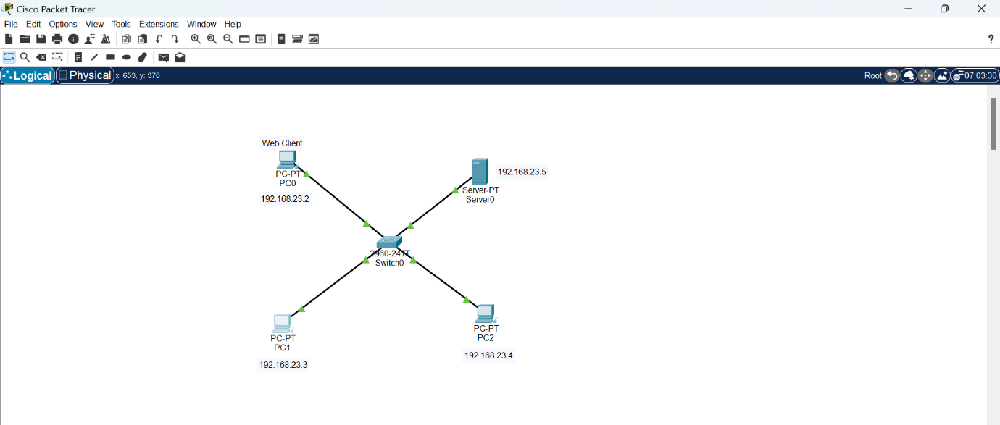 Cisco Packet Tracer
File Edit Options View Tools Extensions Window Help
?
Logical Physical x: 653, y: 370 Root 07:03:30
Web Client
PC-PT
PC0
192.168.23.2
192.168.23.5
Server-PT
Server0
2960-24TT
Switch0
PC-PT
PC1
192.168.23.3
PC-PT
PC2
192.168.23.4